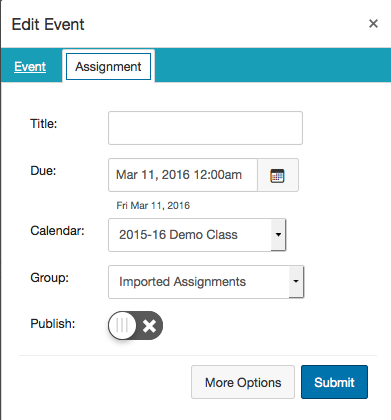 Edit Event ×
Event Assignment
Title:
Due: Mar 11, 2016 12:00am
Fri Mar 11, 2016
Calendar: 2015-16 Demo Class
Group: Imported Assignments
Publish:
More Options Submit